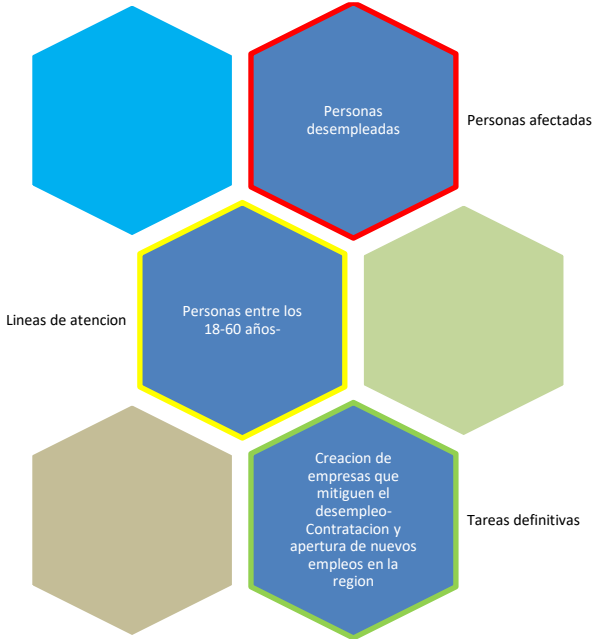 Personas
desempleadas
Personas afectadas
Lineas de atencion
Personas entre los
18-60 años-
Creacion de
empresas que
mitiguen el
desempleo-
Contratacion y
apertura de nuevos
empleos en la
region
Tareas definitivas